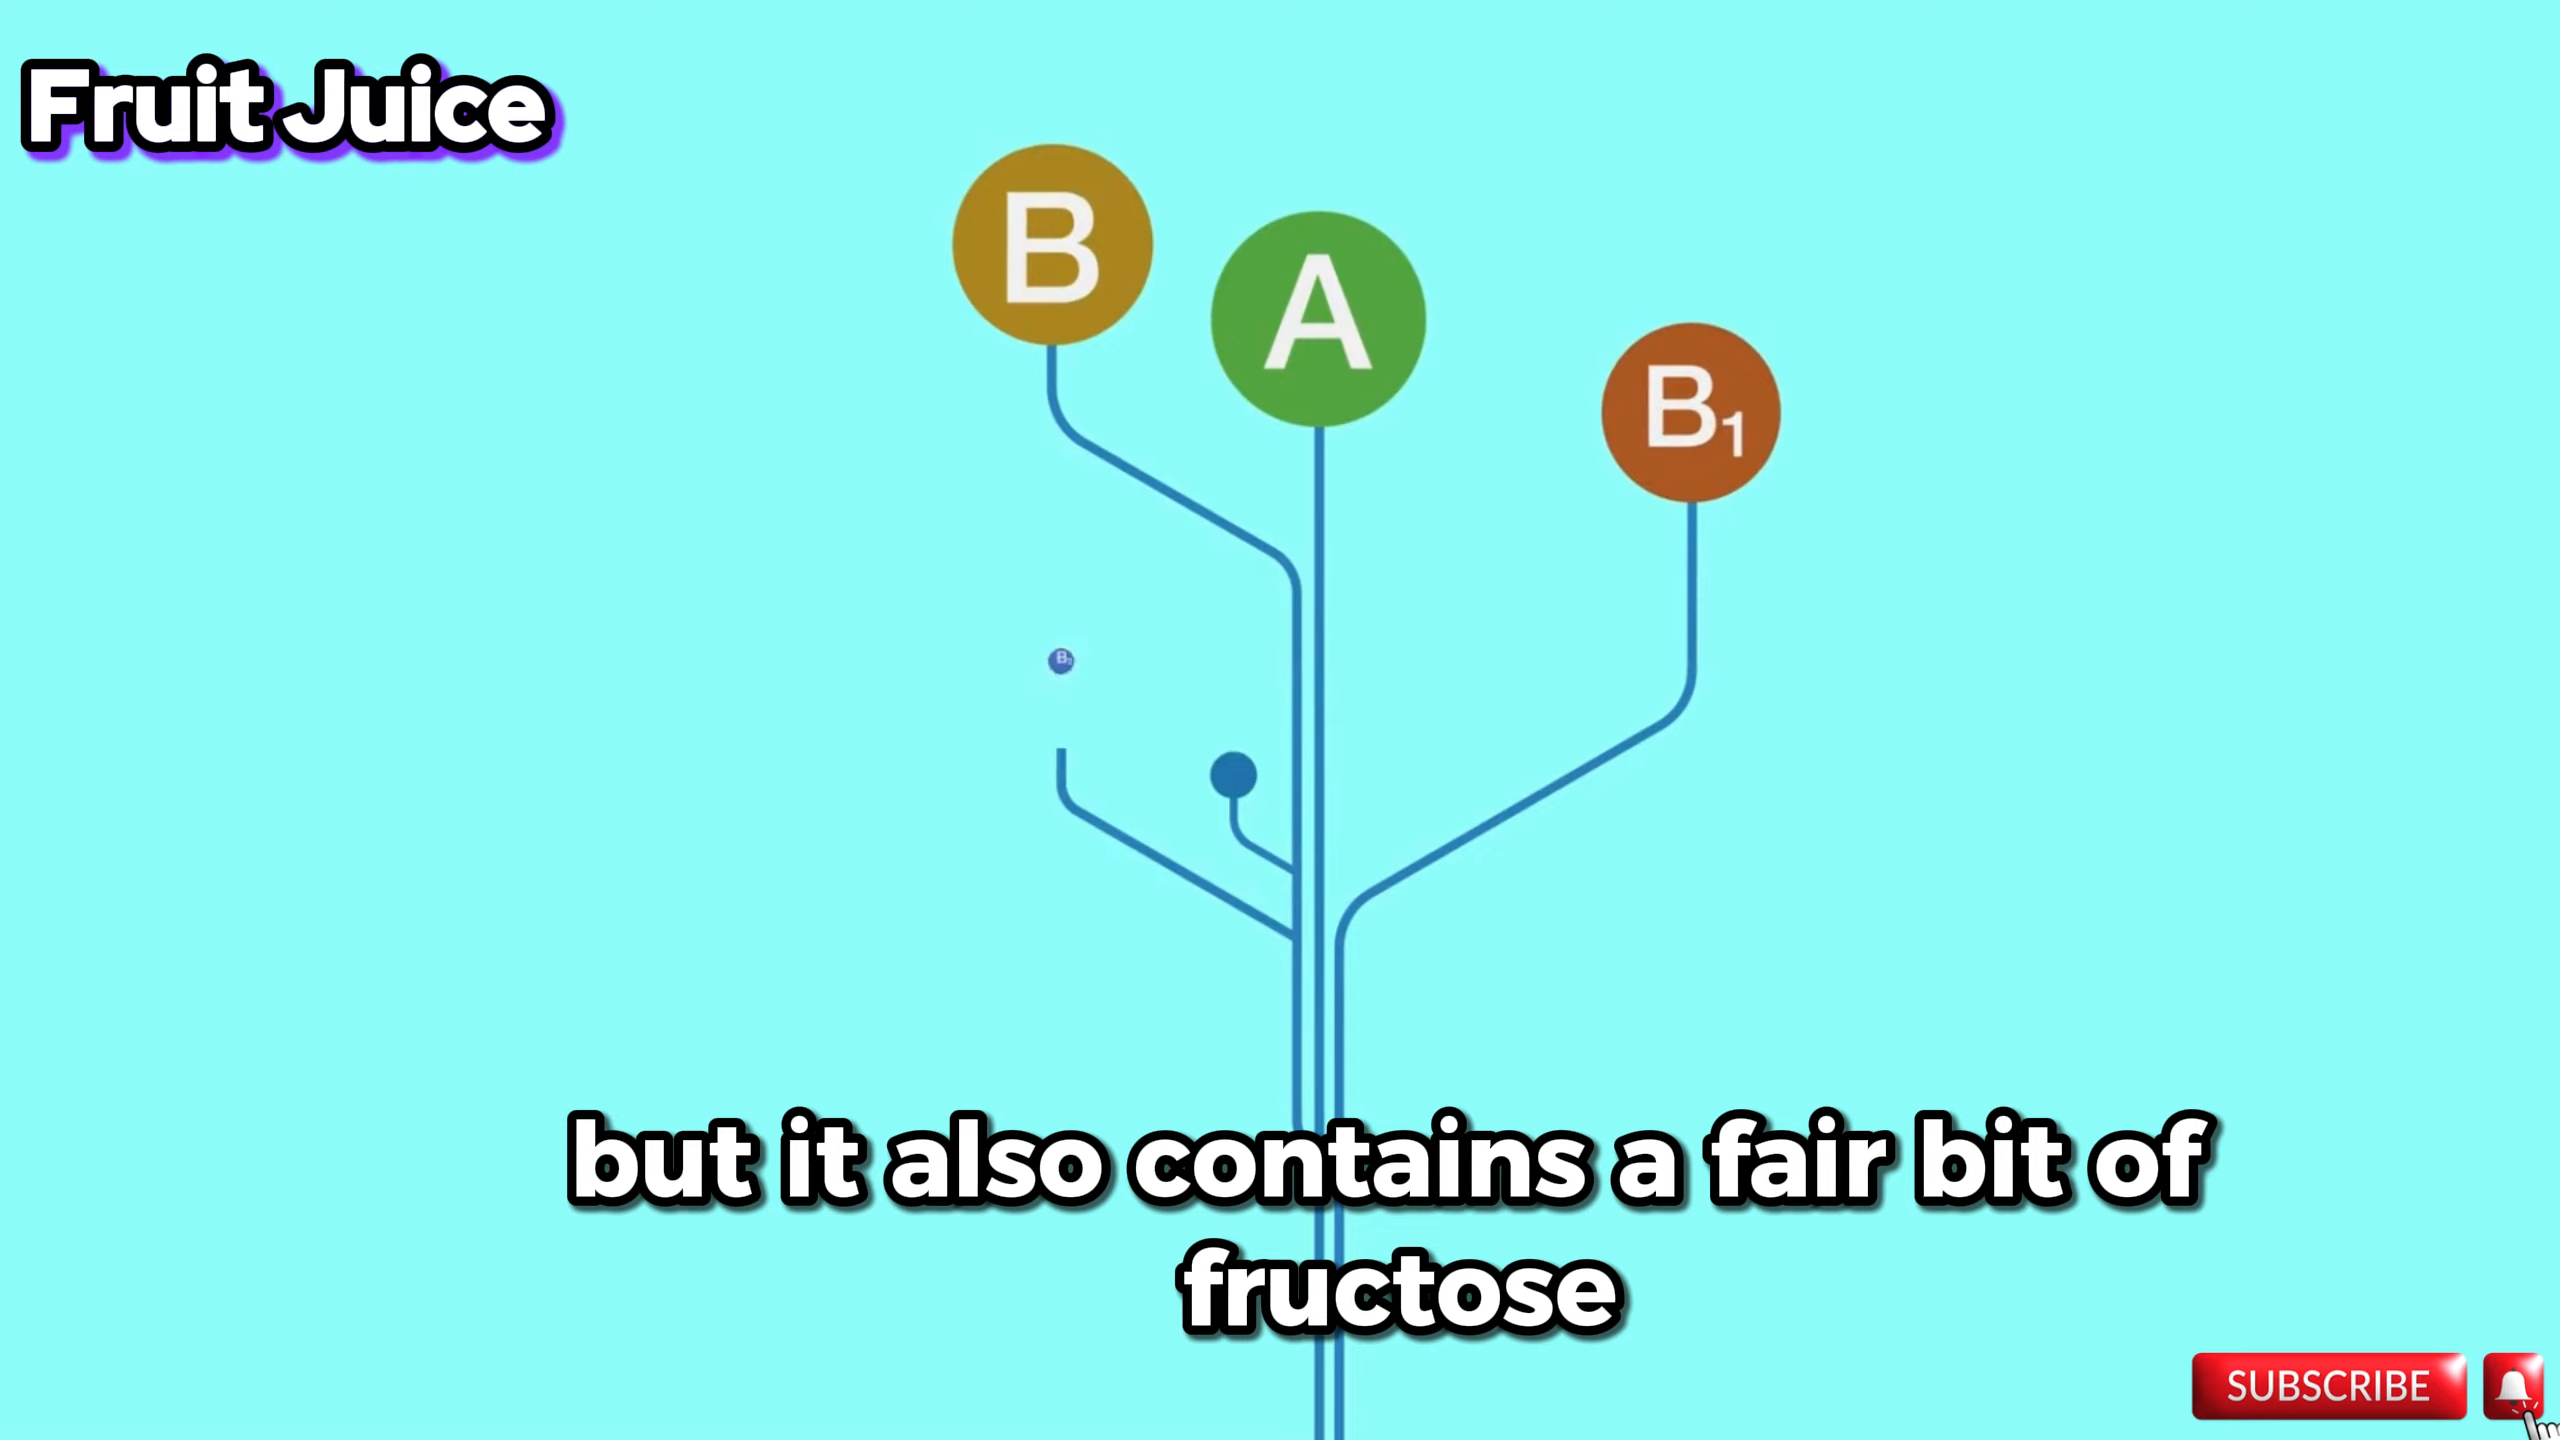 Fruit Juice
B
A
B₁
but it also contains a fair bit of
fructose
SUBSCRIBE